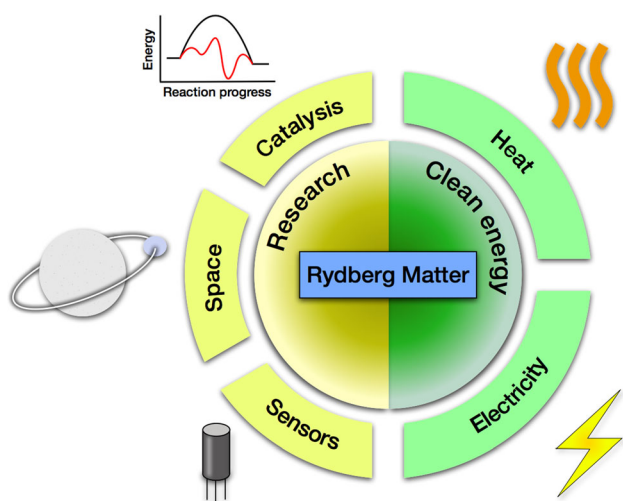 Energy
Reaction progress
Catalysis
Heat
Research
Clean energy
Space
Rydberg Matter
Sensors
Electricity